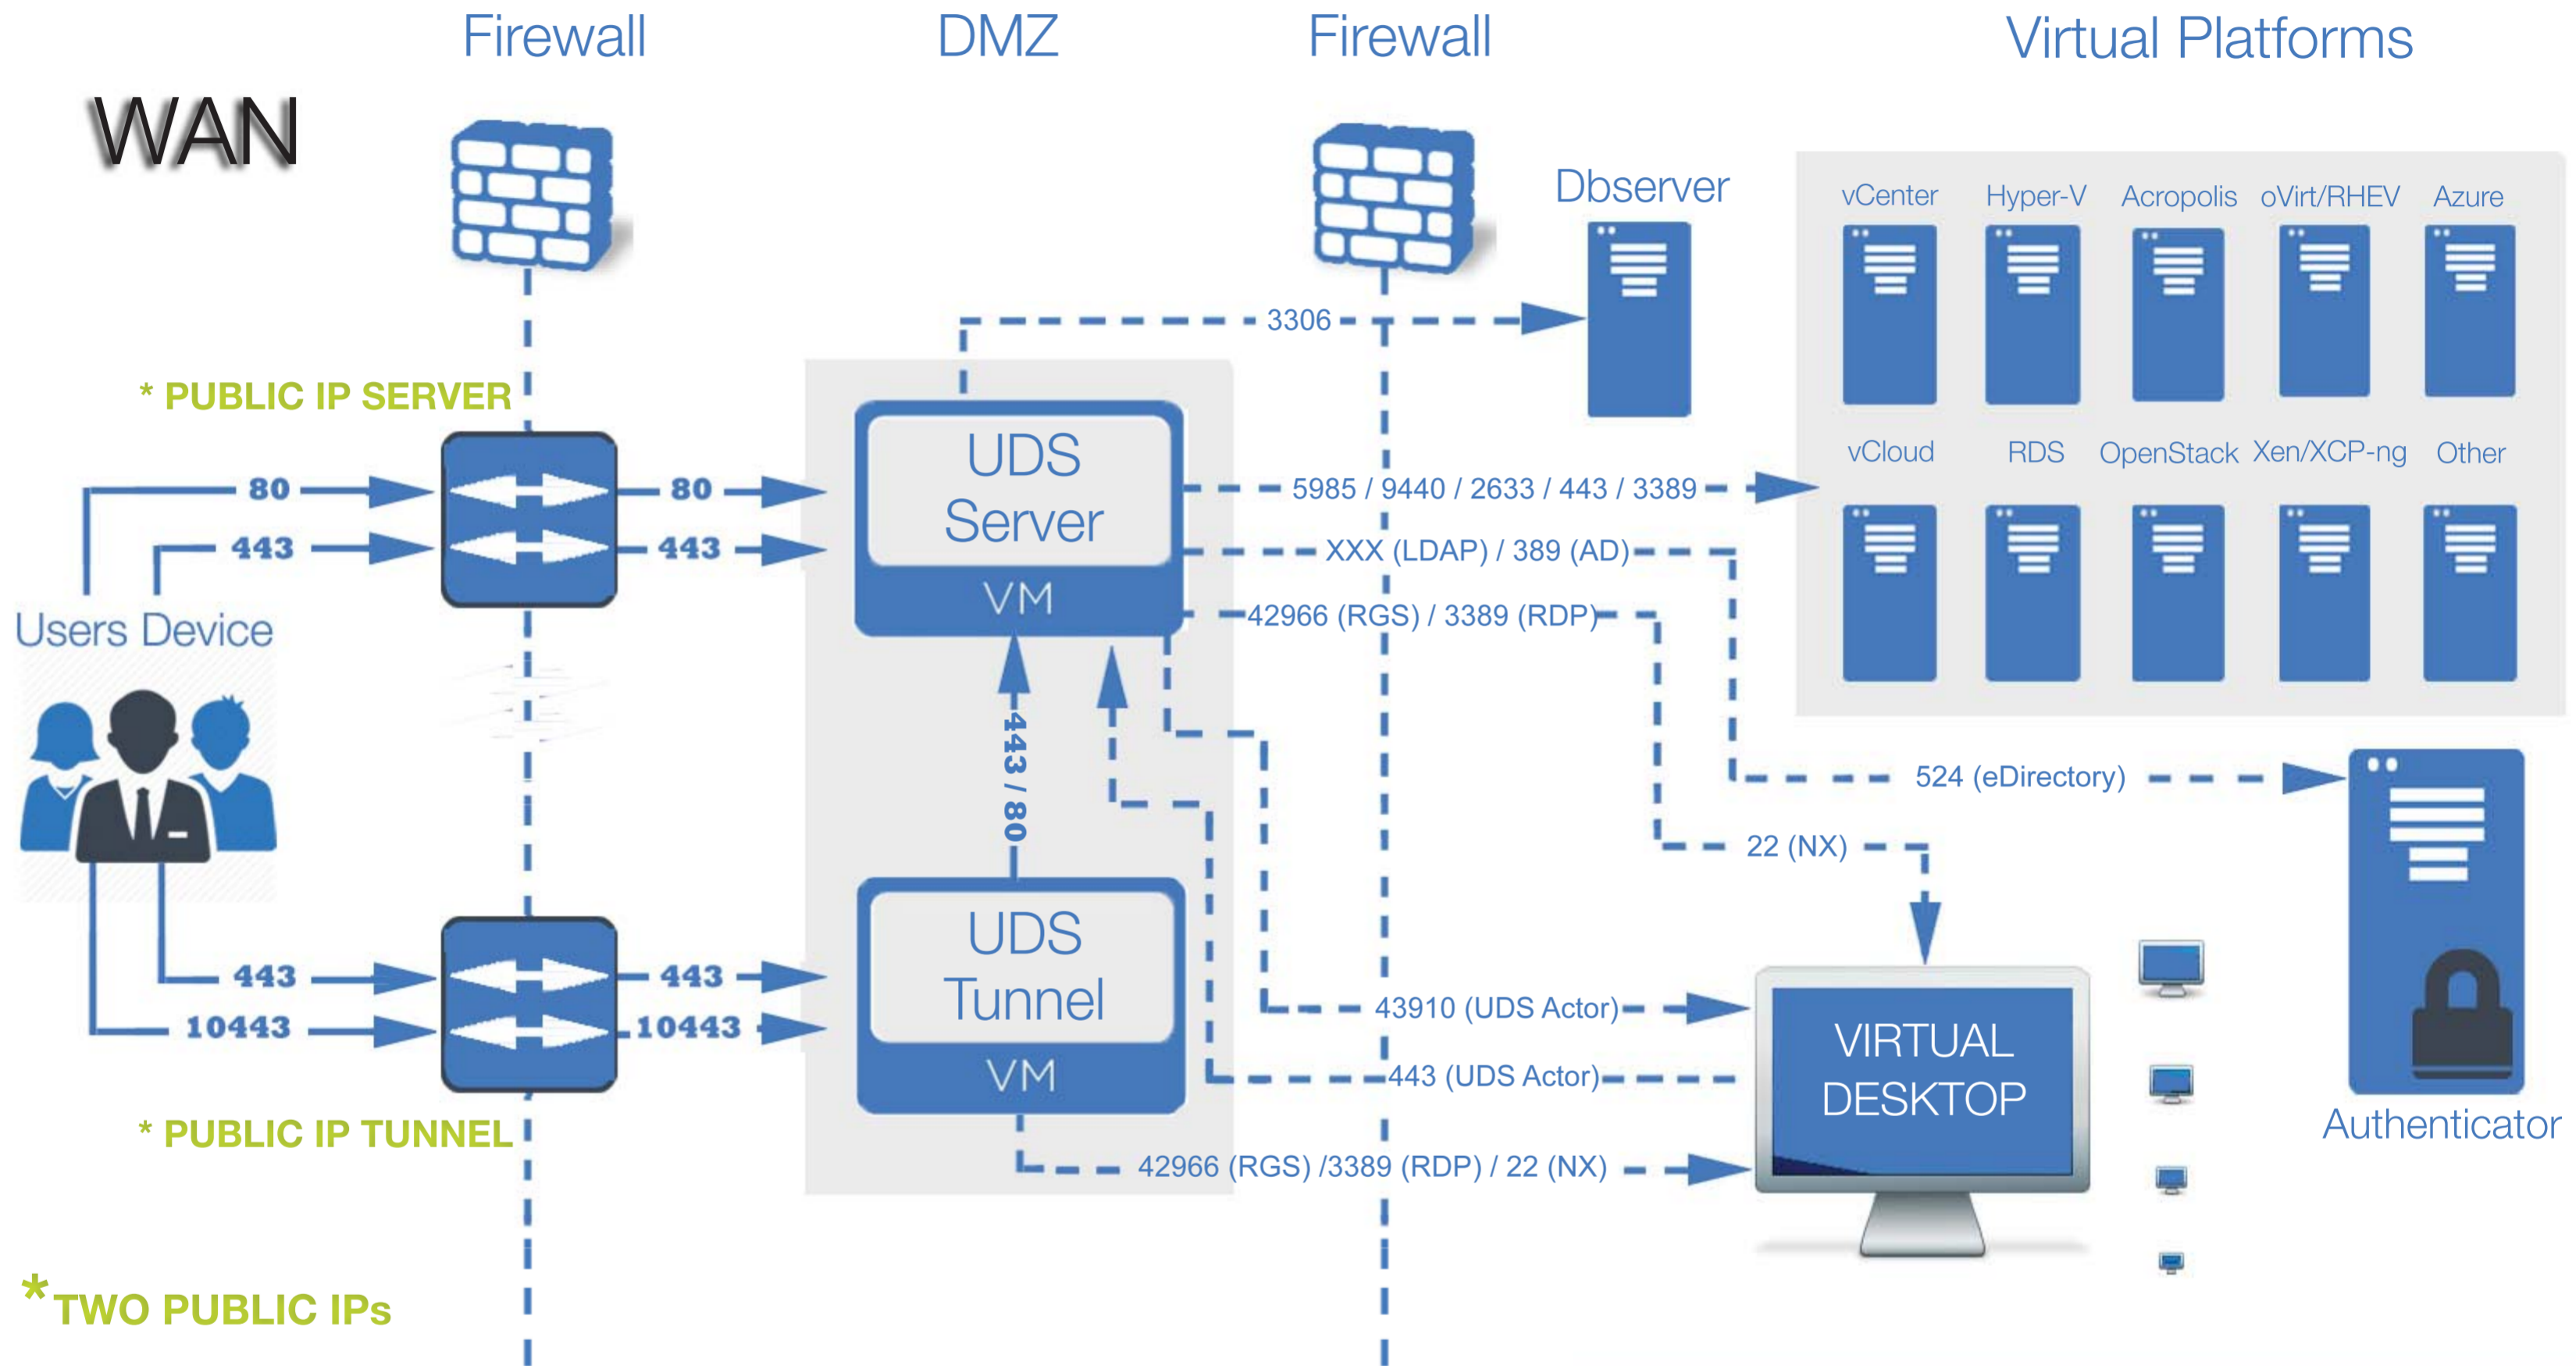 Firewall
DMZ
Firewall
Virtual Platforms
WAN
Dbserver
vCenter
Hyper-V
Acropolis
oVirt/RHEV
Azure
3306
* PUBLIC IP SERVER
UDS
Server
VM
vCloud
RDS
OpenStack
Xen/XCP-ng
Other
80
80
5985 / 9440 / 2633 / 443 / 3389
443
443
XXX (LDAP) / 389 (AD)
42966 (RGS) / 3389 (RDP)
Users Device
443 / 80
524 (eDirectory)
22 (NX)
UDS
Tunnel
VM
443
443
10443
10443
43910 (UDS Actor)
443 (UDS Actor)
VIRTUAL
DESKTOP
Authenticator
* PUBLIC IP TUNNEL
42966 (RGS) /3389 (RDP) / 22 (NX)
*TWO PUBLIC IPs